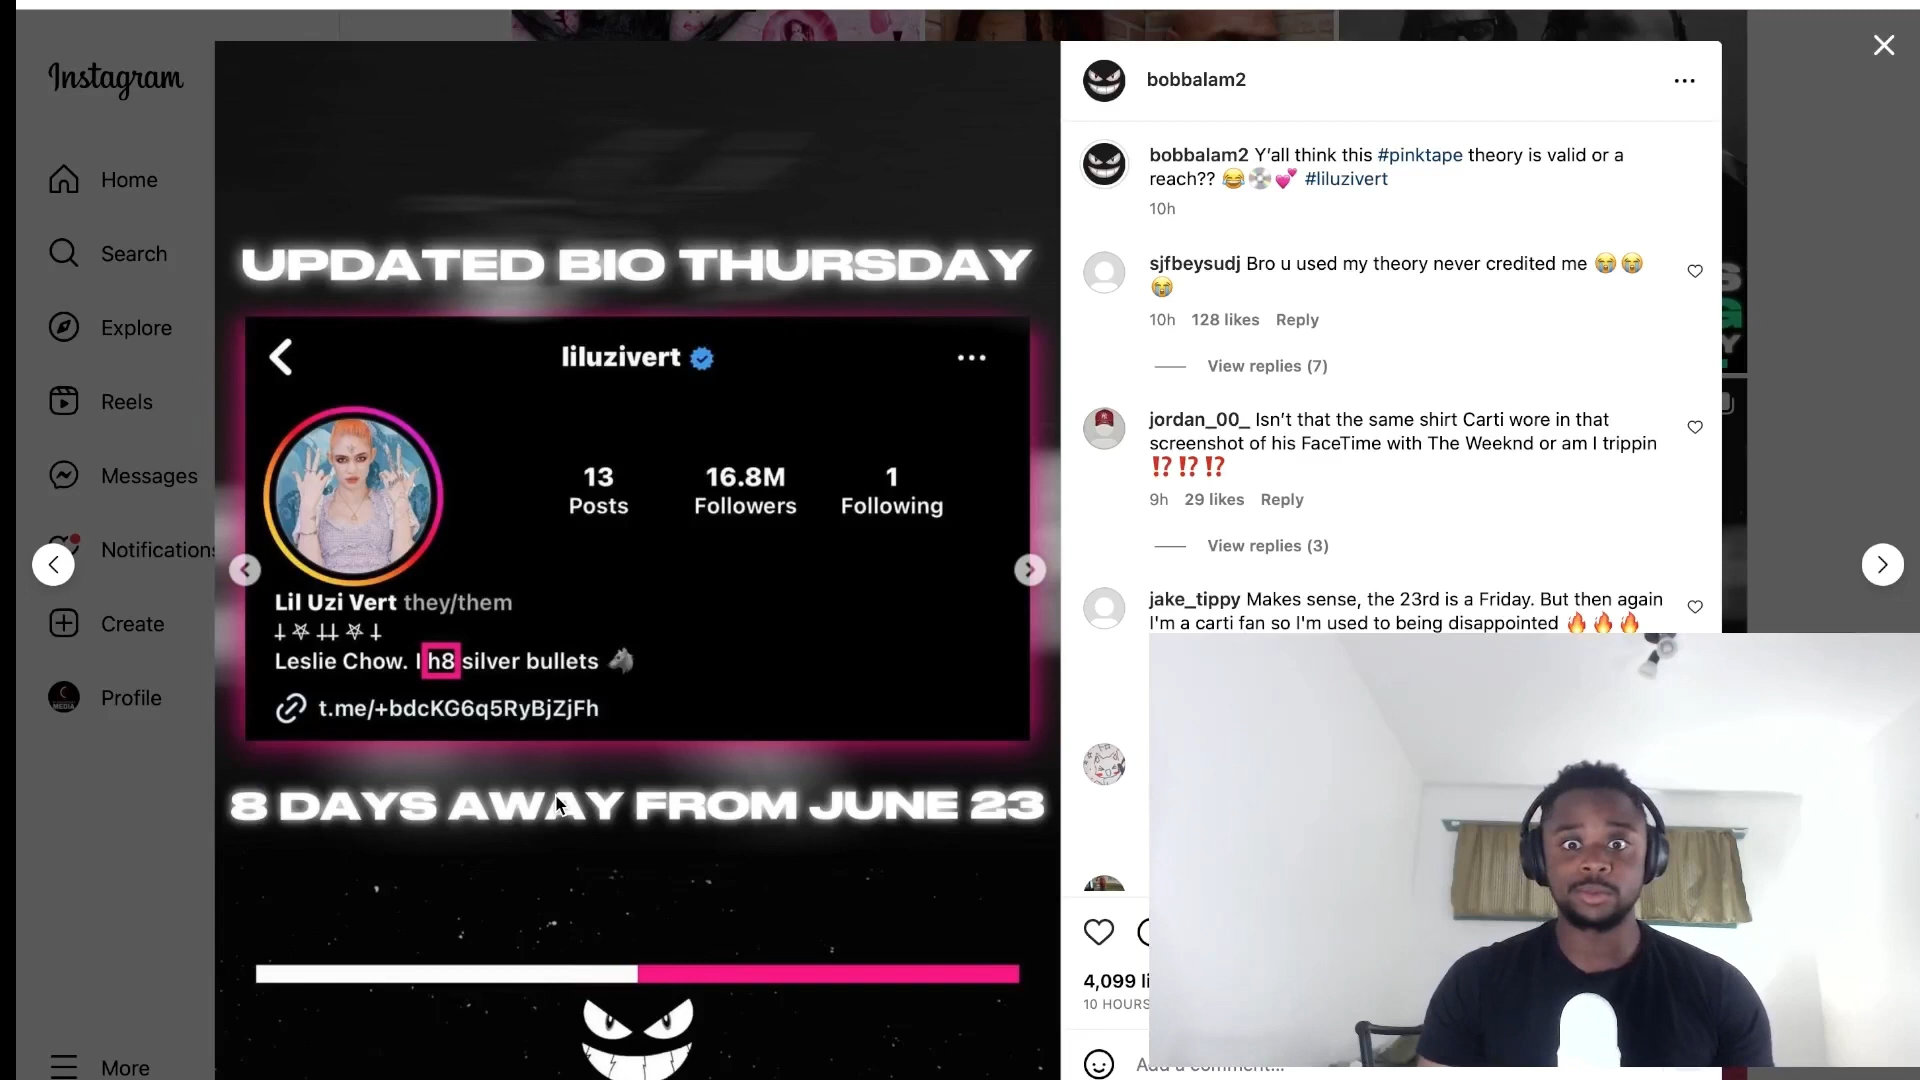 Instagram
Home
Search
Explore
Reels
Messages
Notifications
Create
Profile
More
UPDATED BIO THURSDAY
liluzivert
13
Posts
16.8M
Followers
1
Following
Lil Uzi Vert they/them
Leslie Chow. I h8 silver bullets 🐴
t.me/+bdcKG6q5RyBjZjFh
8 DAYS AWAY FROM JUNE 23
bobbalam2
bobbalam2 Y'all think this #pinktape theory is valid or a
reach?? 😂💿💕 #liluzivert
10h
sjfbeysudj Bro u used my theory never credited me 😭😭
😭
10h 128 likes Reply
View replies (7)
jordan_00_ Isn't that the same shirt Carti wore in that
screenshot of his FaceTime with The Weeknd or am I trippin
⁉️⁉️⁉️
9h 29 likes Reply
View replies (3)
jake_tippy Makes sense, the 23rd is a Friday. But then again
I'm a carti fan so I'm used to being disappointed 🔥🔥🔥
4,099 li
10 HOURS
Add a comment...